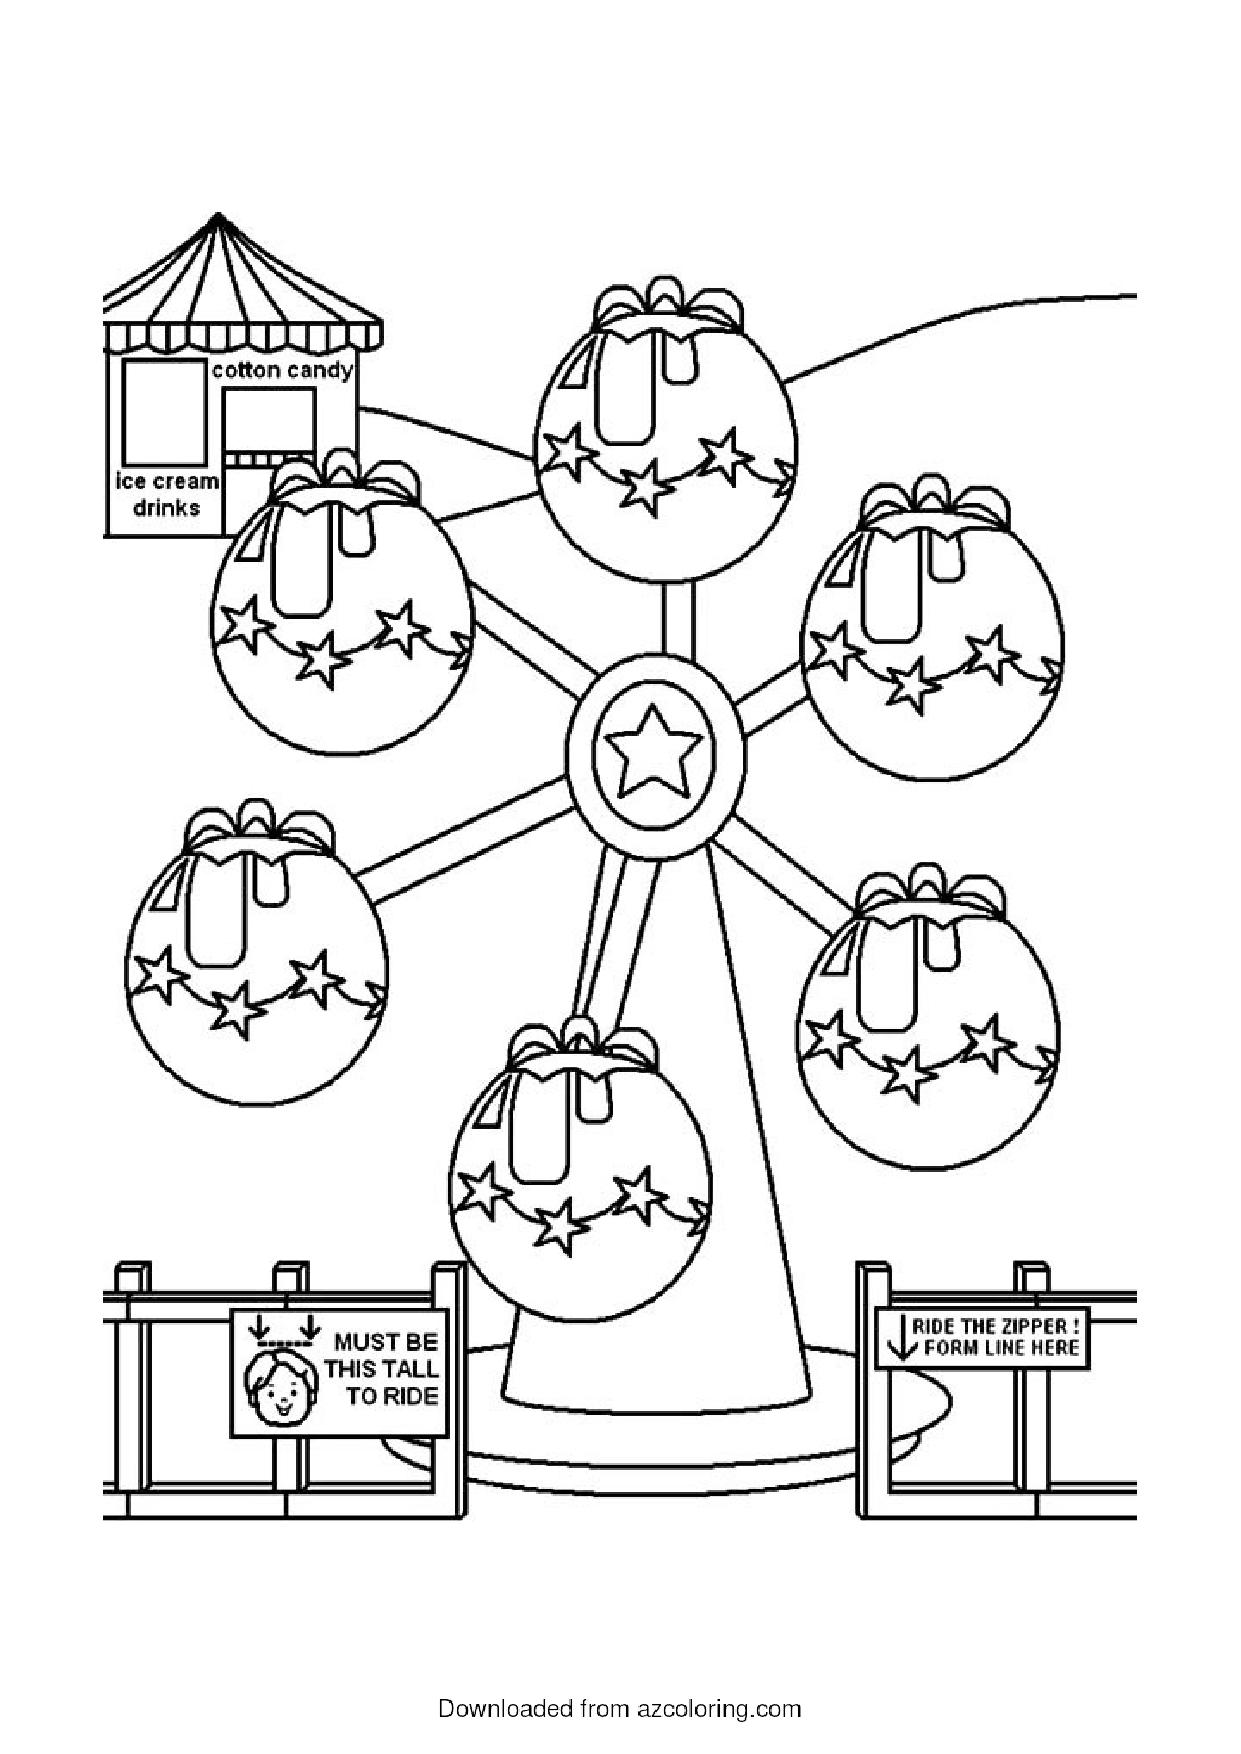 cotton candy
ice cream
drinks
MUST BE
THIS TALL
TO RIDE
RIDE THE ZIPPER !
FORM LINE HERE
Downloaded from azcoloring.com